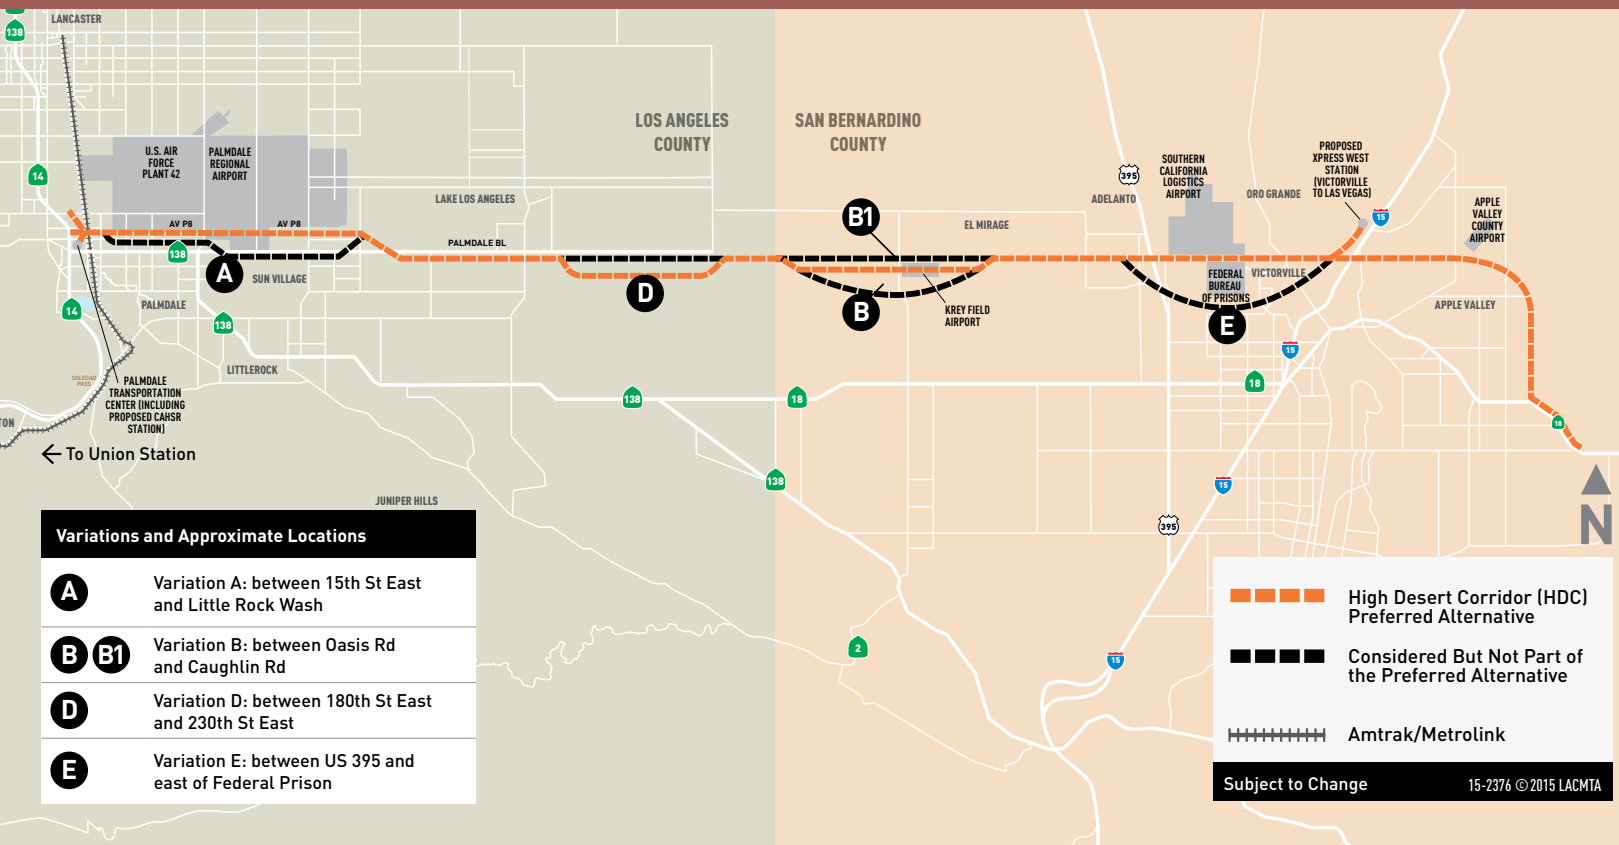 LANCASTER
138
14
U.S. AIR
FORCE
PLANT 42
PALMDALE
REGIONAL
AIRPORT
LOS ANGELES
COUNTY
SAN BERNARDINO
COUNTY
LAKE LOS ANGELES
AV P8
AV P8
PALMDALE BL
138
A
SUN VILLAGE
D
B1
B
EL MIRAGE
KREY FIELD
AIRPORT
395
ADELANTO
SOUTHERN
CALIFORNIA
LOGISTICS
AIRPORT
ORO GRANDE
PROPOSED
XPRESS WEST
STATION
(VICTORVILLE
TO LAS VEGAS)
15
APPLE
VALLEY
COUNTY
AIRPORT
FEDERAL
BUREAU
OF PRISONS
VICTORVILLE
E
APPLE VALLEY
14
PALMDALE
138
LITTLEROCK
SOLEDAD
PASS
PALMDALE
TRANSPORTATION
CENTER (INCLUDING
PROPOSED CAHSR
STATION)
TON
To Union Station
138
18
18
15
18
138
15
395
2
15
JUNIPER HILLS
N
Variations and Approximate Locations
A
Variation A: between 15th St East
and Little Rock Wash
B B1
Variation B: between Oasis Rd
and Caughlin Rd
D
Variation D: between 180th St East
and 230th St East
E
Variation E: between US 395 and
east of Federal Prison
High Desert Corridor (HDC)
Preferred Alternative
Considered But Not Part of
the Preferred Alternative
Amtrak/Metrolink
Subject to Change
15-2376 ©2015 LACMTA